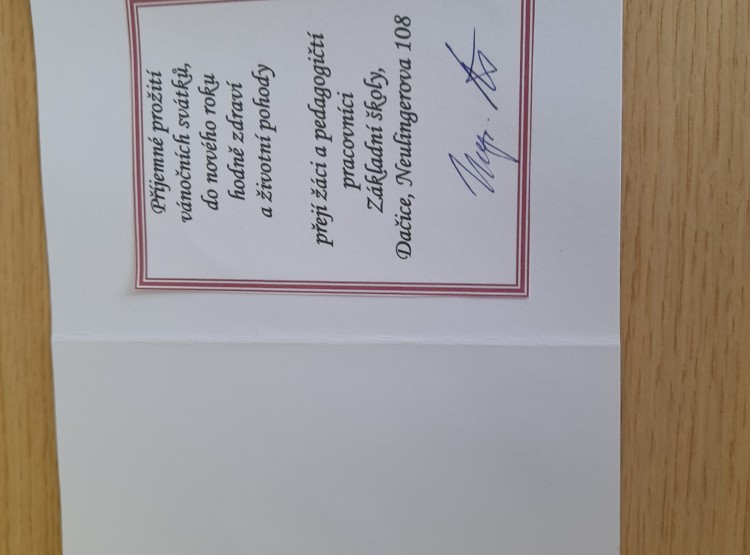 Příjemné prožití
vánočních svátků,
do nového roku
hodně zdraví
a životní pohody
přejí žáci a pedagogičtí
pracovníci
Základní školy,
Dačice, Neulingerova 108
Mgr.